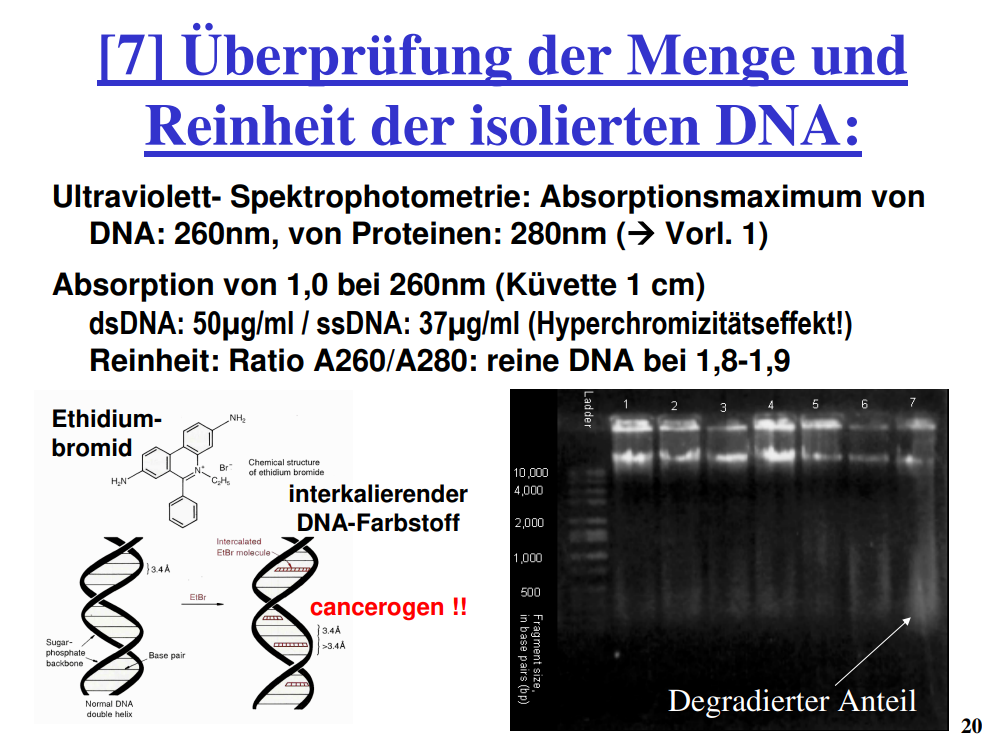 [7] Überprüfung der Menge und
Reinheit der isolierten DNA:
Ultraviolett- Spektrophotometrie: Absorptionsmaximum von
DNA: 260nm, von Proteinen: 280nm (→ Vorl. 1)
Absorption von 1,0 bei 260nm (Küvette 1 cm)
dsDNA: 50µg/ml / ssDNA: 37µg/ml (Hyperchromizitätseffekt!)
Reinheit: Ratio A260/A280: reine DNA bei 1,8-1,9
Ethidium-
bromid
NH₂
H₂N
N⁺
Br⁻
C₂H₅
Chemical structure
of ethidium bromide
interkalierender
DNA-Farbstoff
Intercalated
EtBr molecule
3.4Å
EtBr
cancerogen !!
3.4Å
>3.4Å
Sugar-
phosphate
backbone
Base pair
Normal DNA
double helix
Ladder
1 2 3 4 5 6 7
10,000
4,000
2,000
1,000
500
Fragment size,
in base pairs (bp)
Degradierter Anteil
20